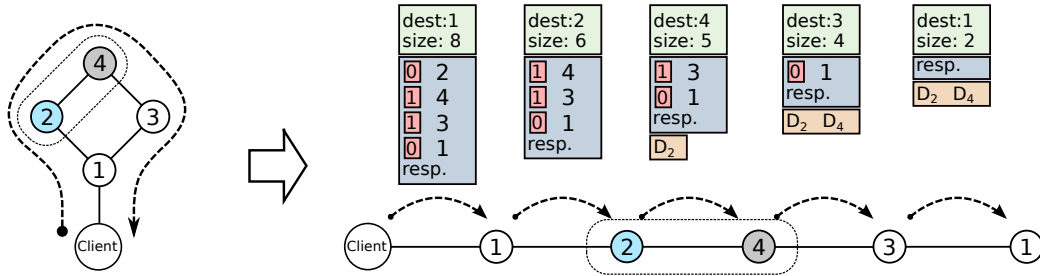 4
2
3
1
Client
dest:1
size: 8
0 2
1 4
1 3
0 1
resp.
dest:2
size: 6
1 4
1 3
0 1
resp.
dest:4
size: 5
1 3
0 1
resp.
D2
dest:3
size: 4
0 1
resp.
D2 D4
dest:1
size: 2
resp.
D2 D4
Client 1 2 4 3 1